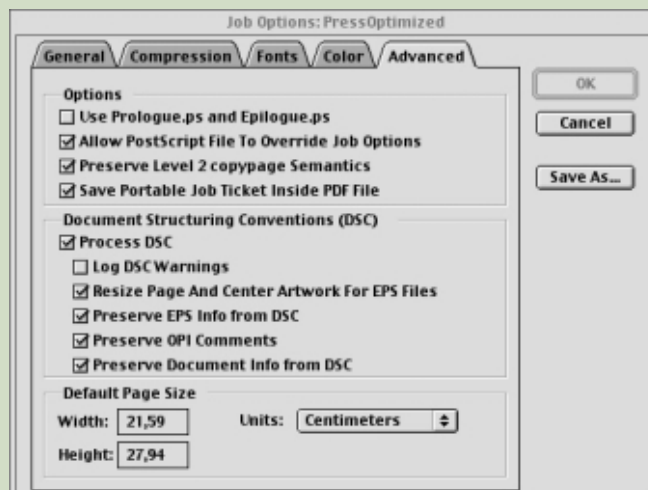 Job Options: PressOptimized
General Compression Fonts Color Advanced
Options
Use Prologue.ps and Epilogue.ps
Allow PostScript File To Override Job Options
Preserve Level 2 copypage Semantics
Save Portable Job Ticket Inside PDF File
Document Structuring Conventions (DSC)
Process DSC
Log DSC Warnings
Resize Page And Center Artwork For EPS Files
Preserve EPS Info from DSC
Preserve OPI Comments
Preserve Document Info from DSC
Default Page Size
Width: 21,59 Units: Centimeters
Height: 27,94
OK
Cancel
Save As...